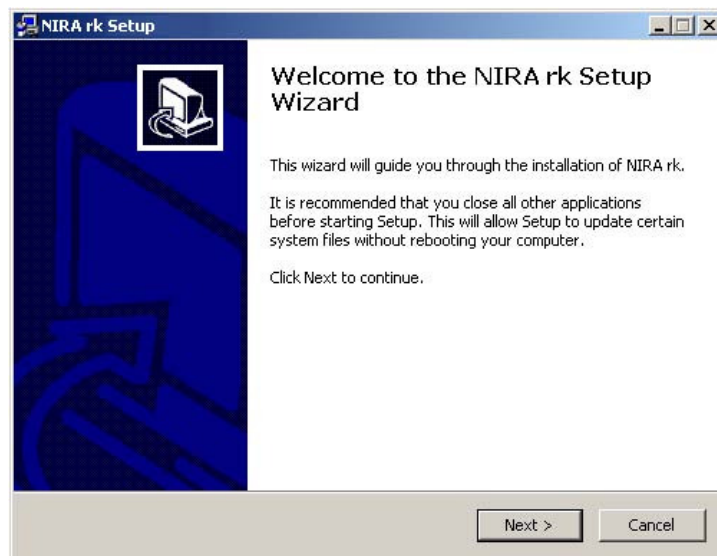 NIRA rk Setup
Welcome to the NIRA rk Setup
Wizard
This wizard will guide you through the installation of NIRA rk.
It is recommended that you close all other applications
before starting Setup. This will allow Setup to update certain
system files without rebooting your computer.
Click Next to continue.
Next >
Cancel